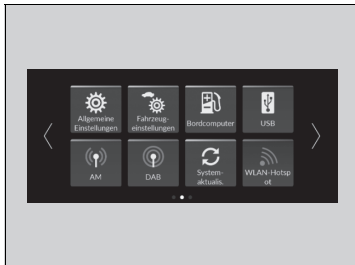 Allgemeine
Einstellungen
Fahrzeug-
einstellungen
Bordcomputer
USB
AM
DAB
System-
aktualis.
WLAN-Hotsp
ot